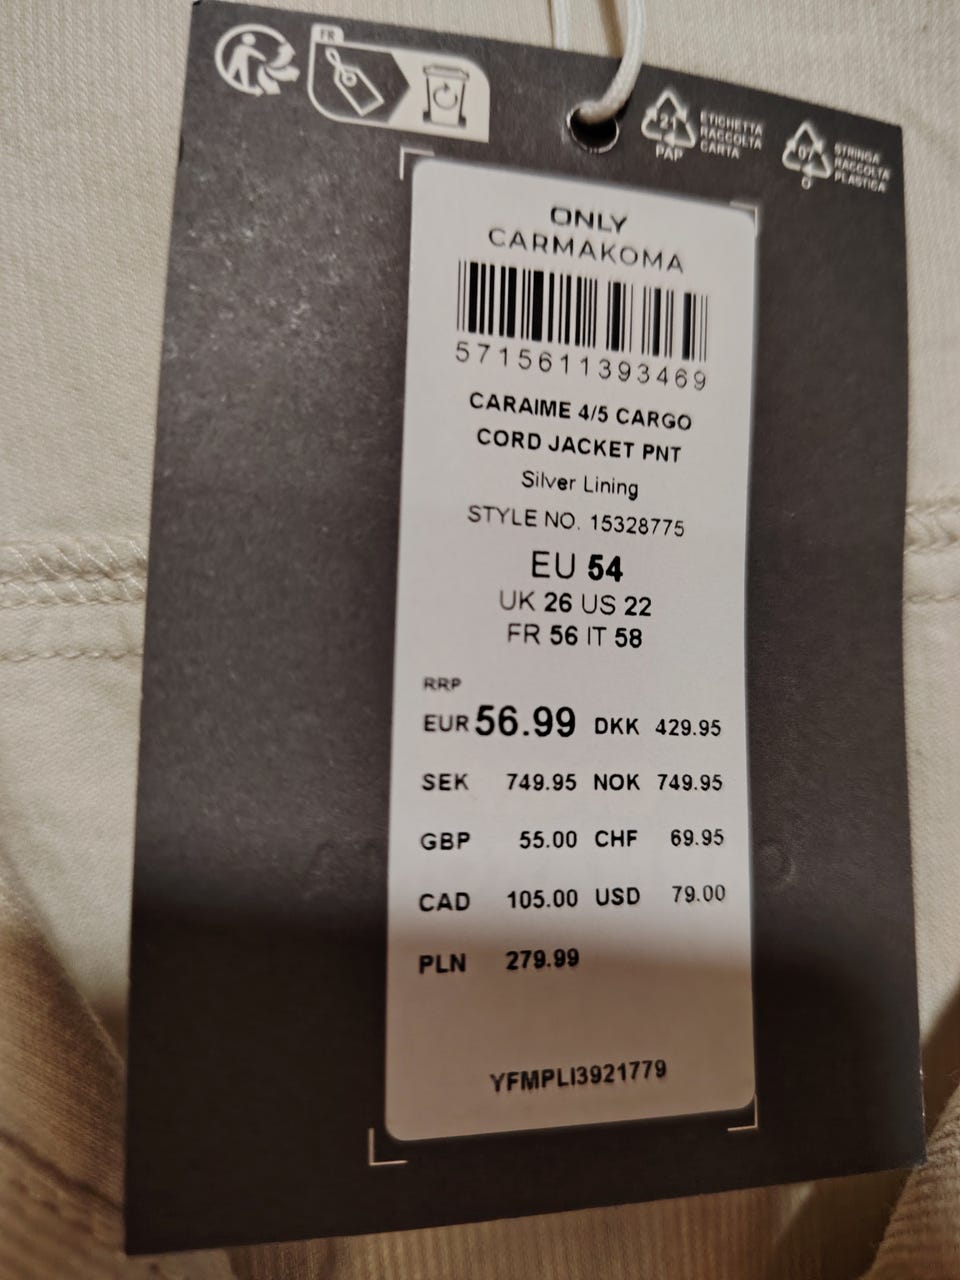 FR
21
PAP
ETICHETTA
RACCOLTA
CARTA
07
O
STRINGA
RACCOLTA
PLASTICA
ONLY
CARMAKOMA
5715611393469
CARAIME 4/5 CARGO
CORD JACKET PNT
Silver Lining
STYLE NO. 15328775
EU 54
UK 26 US 22
FR 56 IT 58
RRP
EUR 56.99 DKK 429.95
SEK 749.95 NOK 749.95
GBP 55.00 CHF 69.95
CAD 105.00 USD 79.00
PLN 279.99
YFMPLI3921779